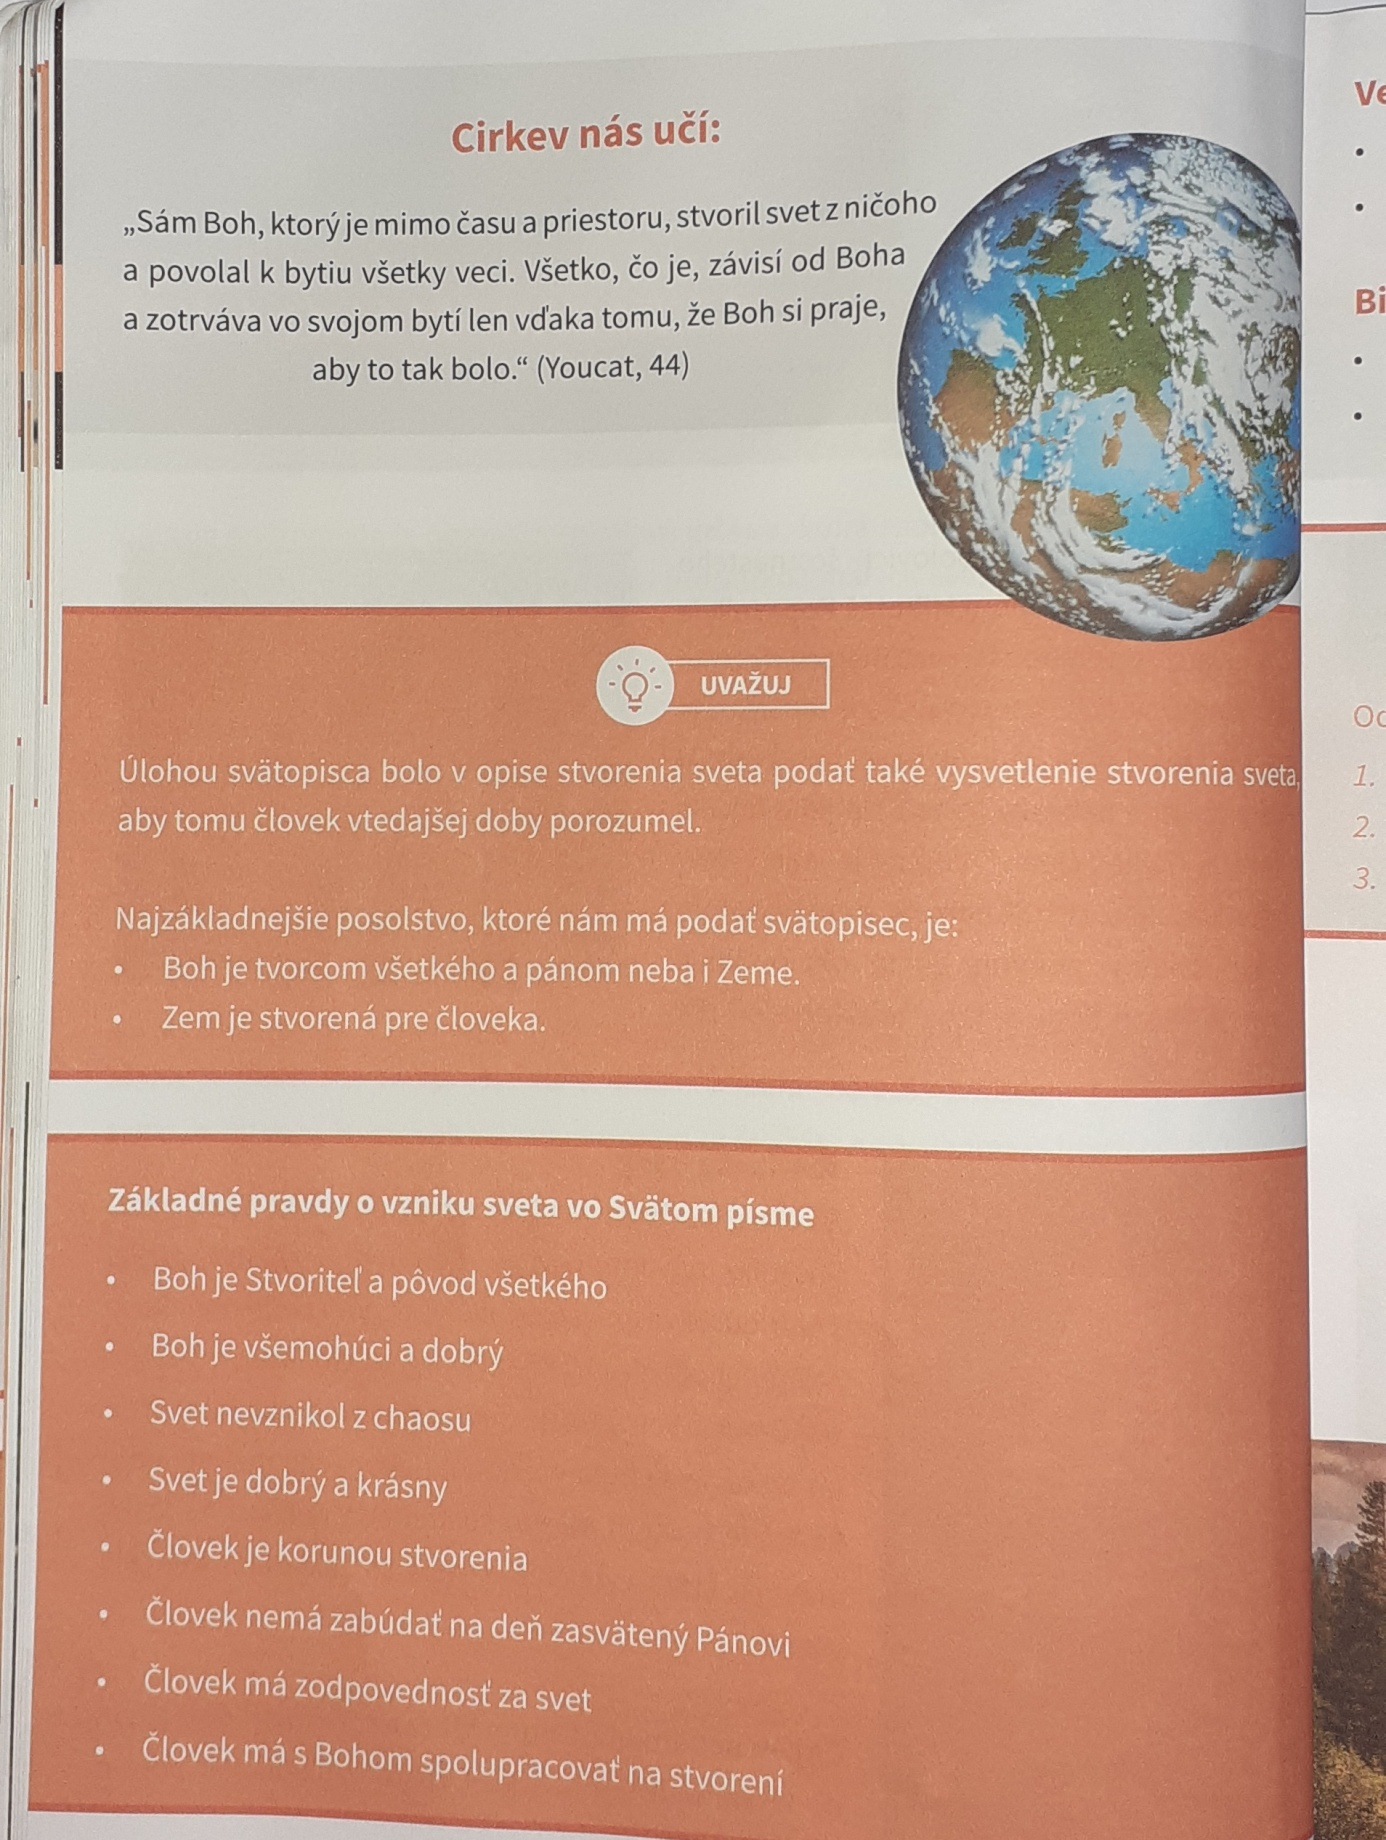 Cirkev nás učí:
„Sám Boh, ktorý je mimo času a priestoru, stvoril svet z ničoho
a povolal k bytiu všetky veci. Všetko, čo je, závisí od Boha
a zotrváva vo svojom bytí len vďaka tomu, že Boh si praje,
aby to tak bolo.“ (Youcat, 44)
UVAŽUJ
Úlohou svätopisca bolo v opise stvorenia sveta podať také vysvetlenie stvorenia sveta,
aby tomu človek vtedajšej doby porozumel.
Najzákladnejšie posolstvo, ktoré nám má podať svätopisec, je:
• Boh je tvorcom všetkého a pánom neba i Zeme.
• Zem je stvorená pre človeka.
Základné pravdy o vzniku sveta vo Svätom písme
• Boh je Stvoriteľ a pôvod všetkého
• Boh je všemohúci a dobrý
• Svet nevznikol z chaosu
• Svet je dobrý a krásny
• Človek je korunou stvorenia
• Človek nemá zabúdať na deň zasvätený Pánovi
• Človek má zodpovednosť za svet
• Človek má s Bohom spolupracovať na stvorení
1.
2.
3.